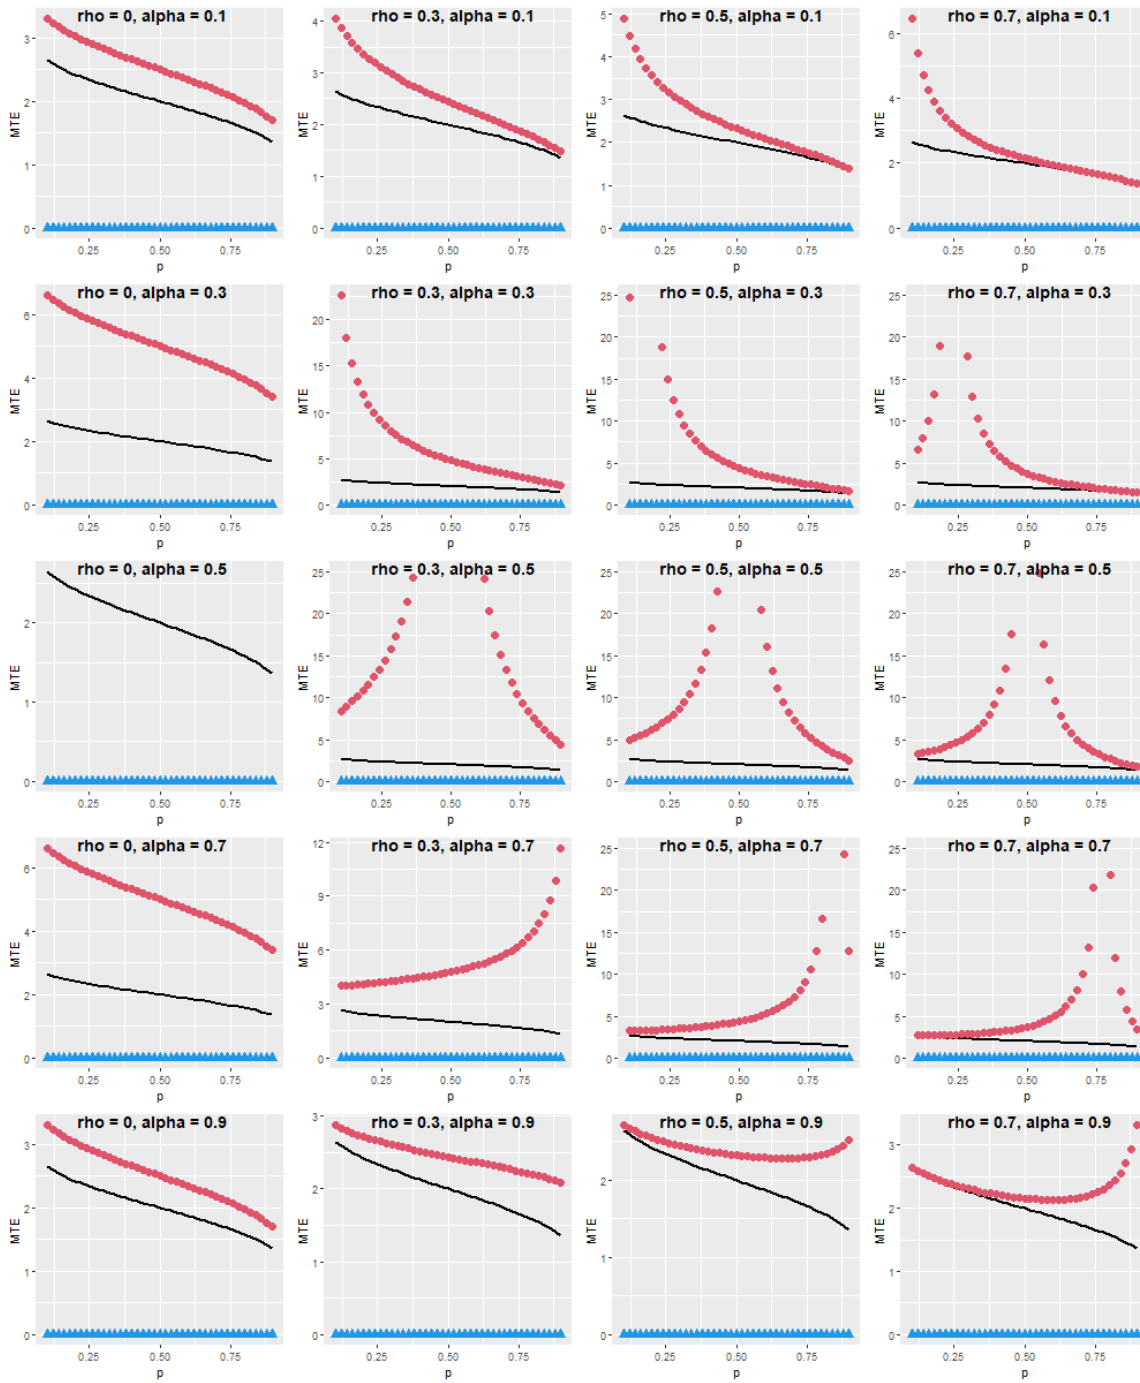 rho = 0, alpha = 0.1
3
2
1
0
MTE
0.25 0.50 0.75
p
rho = 0.3, alpha = 0.1
4
3
2
1
0
MTE
0.25 0.50 0.75
p
rho = 0.5, alpha = 0.1
5
4
3
2
1
0
MTE
0.25 0.50 0.75
p
rho = 0.7, alpha = 0.1
6
4
2
0
MTE
0.25 0.50 0.75
p
rho = 0, alpha = 0.3
6
4
2
0
MTE
0.25 0.50 0.75
p
rho = 0.3, alpha = 0.3
20
15
10
5
0
MTE
0.25 0.50 0.75
p
rho = 0.5, alpha = 0.3
25
20
15
10
5
0
MTE
0.25 0.50 0.75
p
rho = 0.7, alpha = 0.3
25
20
15
10
5
0
MTE
0.25 0.50 0.75
p
rho = 0, alpha = 0.5
2
1
0
MTE
0.25 0.50 0.75
p
rho = 0.3, alpha = 0.5
25
20
15
10
5
0
MTE
0.25 0.50 0.75
p
rho = 0.5, alpha = 0.5
25
20
15
10
5
0
MTE
0.25 0.50 0.75
p
rho = 0.7, alpha = 0.5
25
20
15
10
5
0
MTE
0.25 0.50 0.75
p
rho = 0, alpha = 0.7
6
4
2
0
MTE
0.25 0.50 0.75
p
rho = 0.3, alpha = 0.7
12
9
6
3
0
MTE
0.25 0.50 0.75
p
rho = 0.5, alpha = 0.7
25
20
15
10
5
0
MTE
0.25 0.50 0.75
p
rho = 0.7, alpha = 0.7
25
20
15
10
5
0
MTE
0.25 0.50 0.75
p
rho = 0, alpha = 0.9
3
2
1
0
MTE
0.25 0.50 0.75
p
rho = 0.3, alpha = 0.9
3
2
1
0
MTE
0.25 0.50 0.75
p
rho = 0.5, alpha = 0.9
2
1
0
MTE
0.25 0.50 0.75
p
rho = 0.7, alpha = 0.9
3
2
1
0
MTE
0.25 0.50 0.75
p